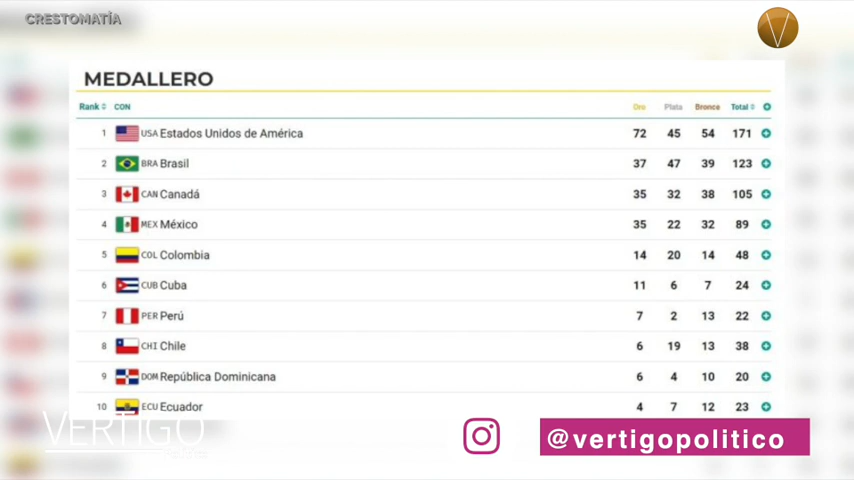 CRESTOMATÍA
V
MEDALLERO
Rank CON Oro Plata Bronce Total
1 USA Estados Unidos de América 72 45 54 171
2 BRA Brasil 37 47 39 123
3 CAN Canadá 35 32 38 105
4 MEX México 35 22 32 89
5 COL Colombia 14 20 14 48
6 CUB Cuba 11 6 7 24
7 PER Perú 7 2 13 22
8 CHI Chile 6 19 13 38
9 DOM República Dominicana 6 4 10 20
10 ECU Ecuador 4 7 12 23
VERTIGO
@vertigopolitico